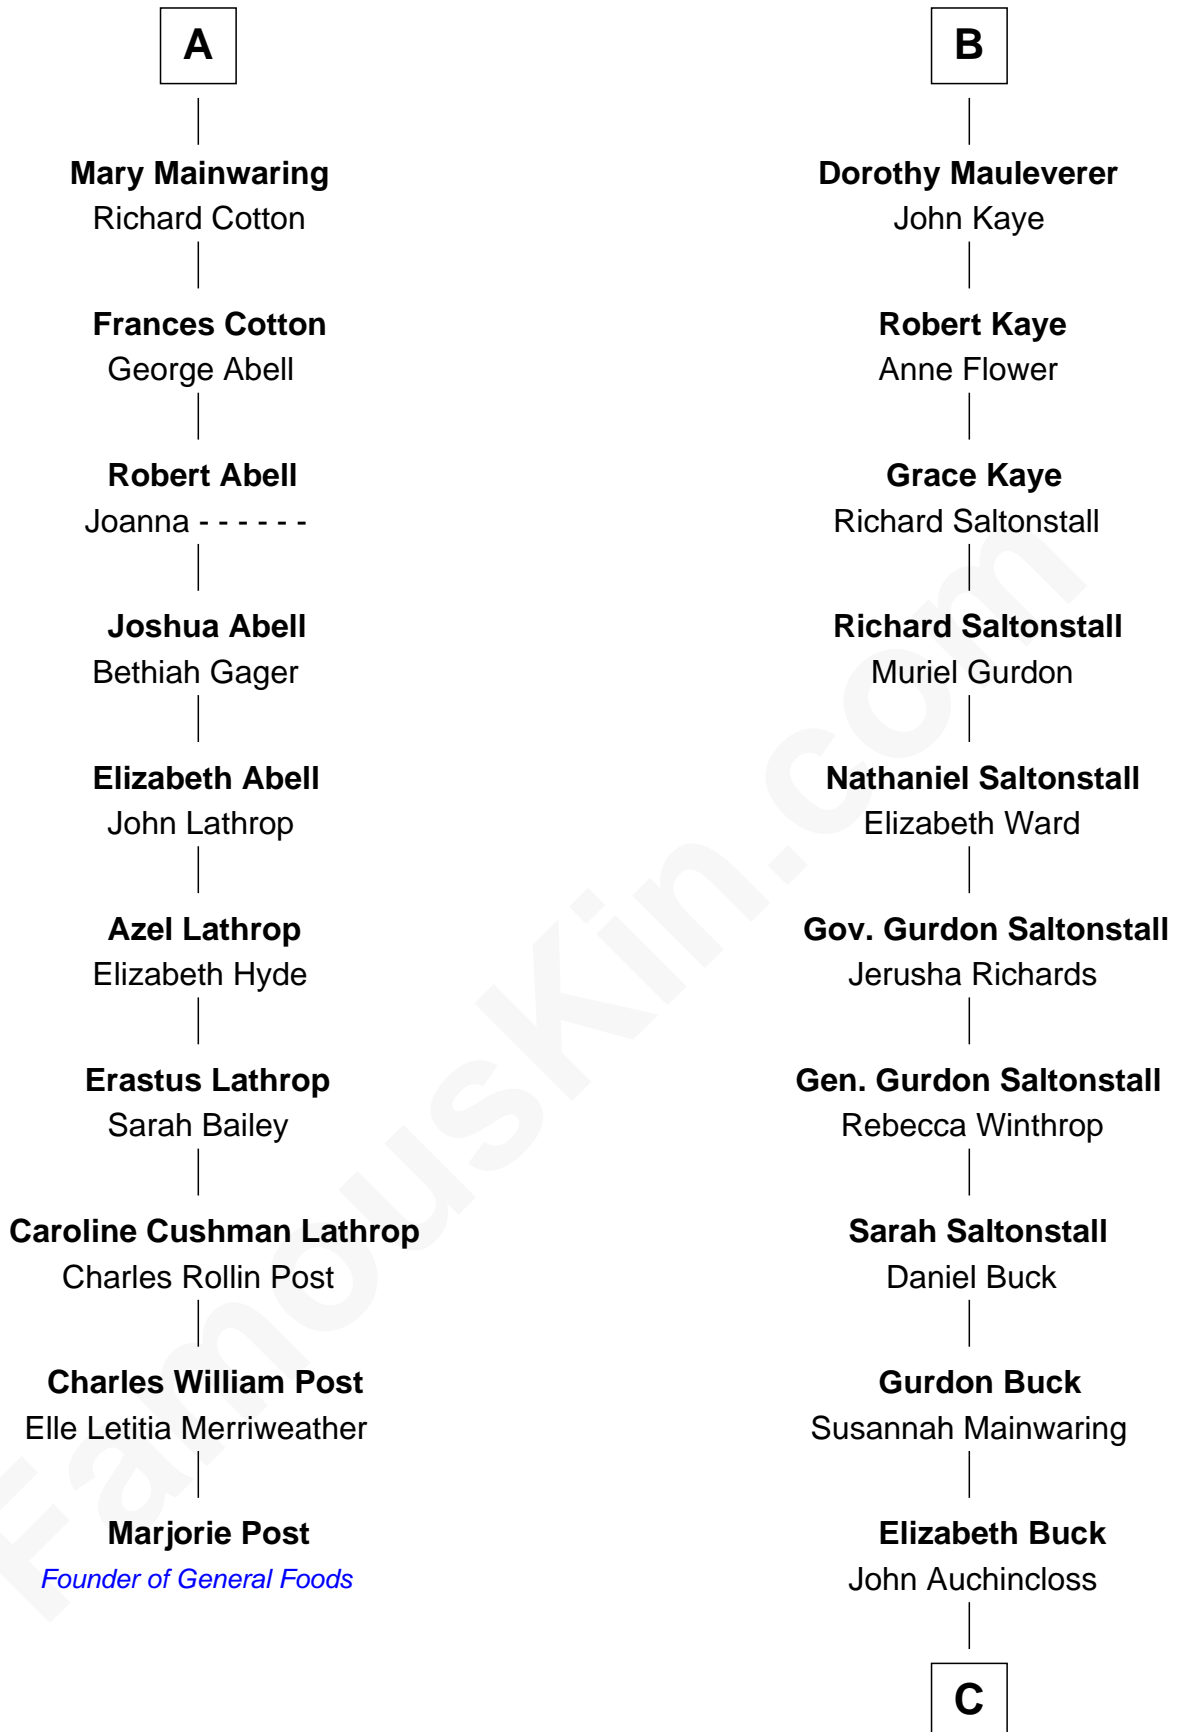 A
Mary Mainwaring
Richard Cotton
Frances Cotton
George Abell
Robert Abell
Joanna - - - - - -
Joshua Abell
Bethiah Gager
Elizabeth Abell
John Lathrop
Azel Lathrop
Elizabeth Hyde
Erastus Lathrop
Sarah Bailey
Caroline Cushman Lathrop
Charles Rollin Post
Charles William Post
Elle Letitia Merriweather
Marjorie Post
Founder of General Foods
B
Dorothy Mauleverer
John Kaye
Robert Kaye
Anne Flower
Grace Kaye
Richard Saltonstall
Richard Saltonstall
Muriel Gurdon
Nathaniel Saltonstall
Elizabeth Ward
Gov. Gurdon Saltonstall
Jerusha Richards
Gen. Gurdon Saltonstall
Rebecca Winthrop
Sarah Saltonstall
Daniel Buck
Gurdon Buck
Susannah Mainwaring
Elizabeth Buck
John Auchincloss
C
FamousKin.com